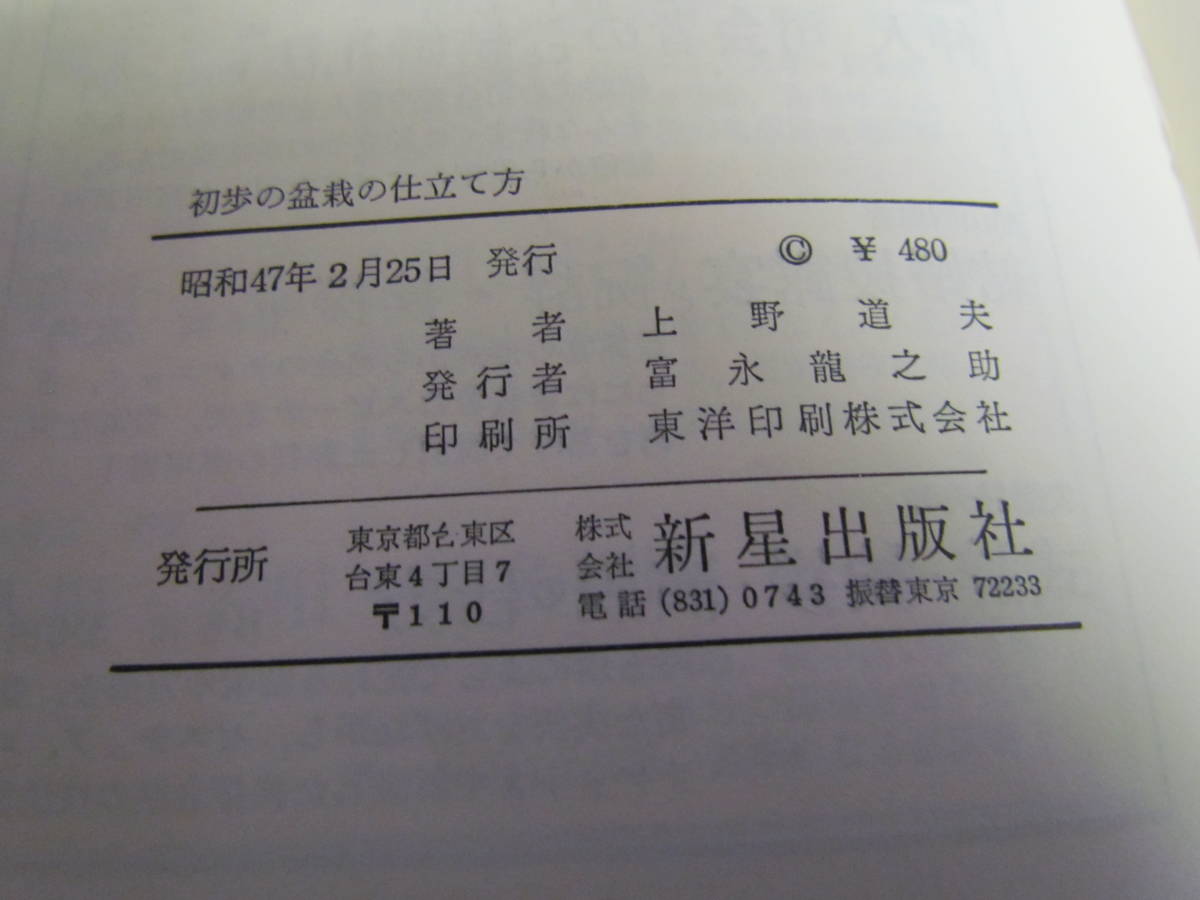 初歩の盆栽の仕立て方
昭和47年2月25日 発行 © ¥ 480
著者 上野道夫
発行者 富永龍之助
印刷所 東洋印刷株式会社
発行所
東京都台東区
台東4丁目7
〒110
株式会社 新星出版社
電話 (831) 0743 振替東京 72233